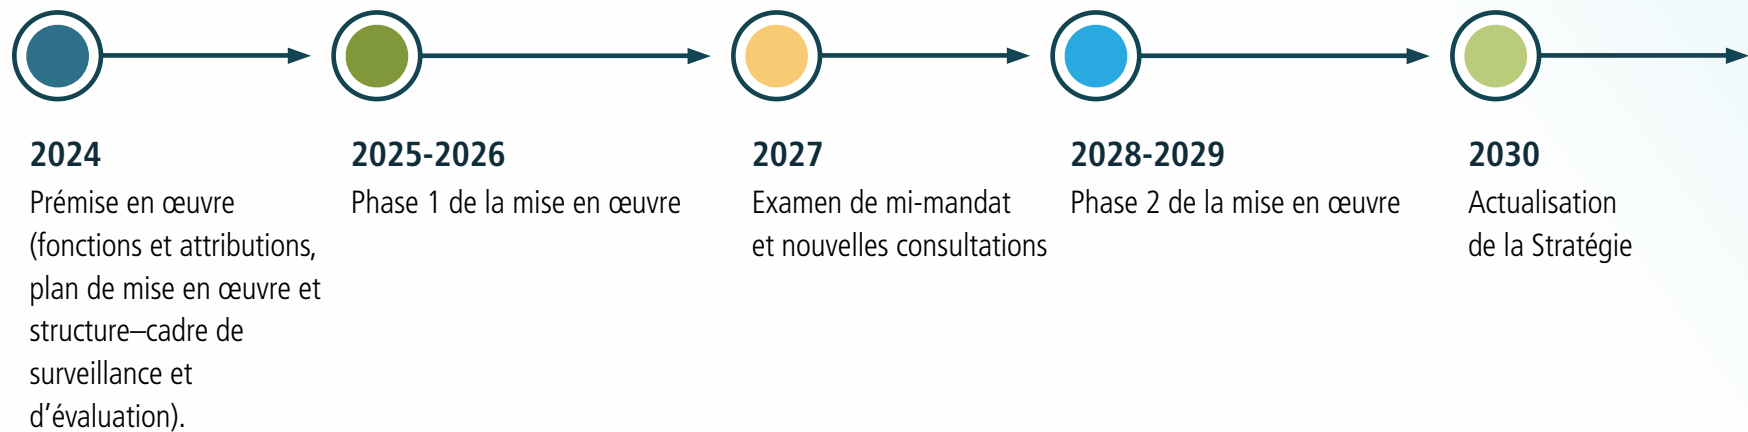 2024
Prémise en œuvre
(fonctions et attributions,
plan de mise en œuvre et
structure–cadre de
surveillance et
d’évaluation).
2025-2026
Phase 1 de la mise en œuvre
2027
Examen de mi-mandat
et nouvelles consultations
2028-2029
Phase 2 de la mise en œuvre
2030
Actualisation
de la Stratégie